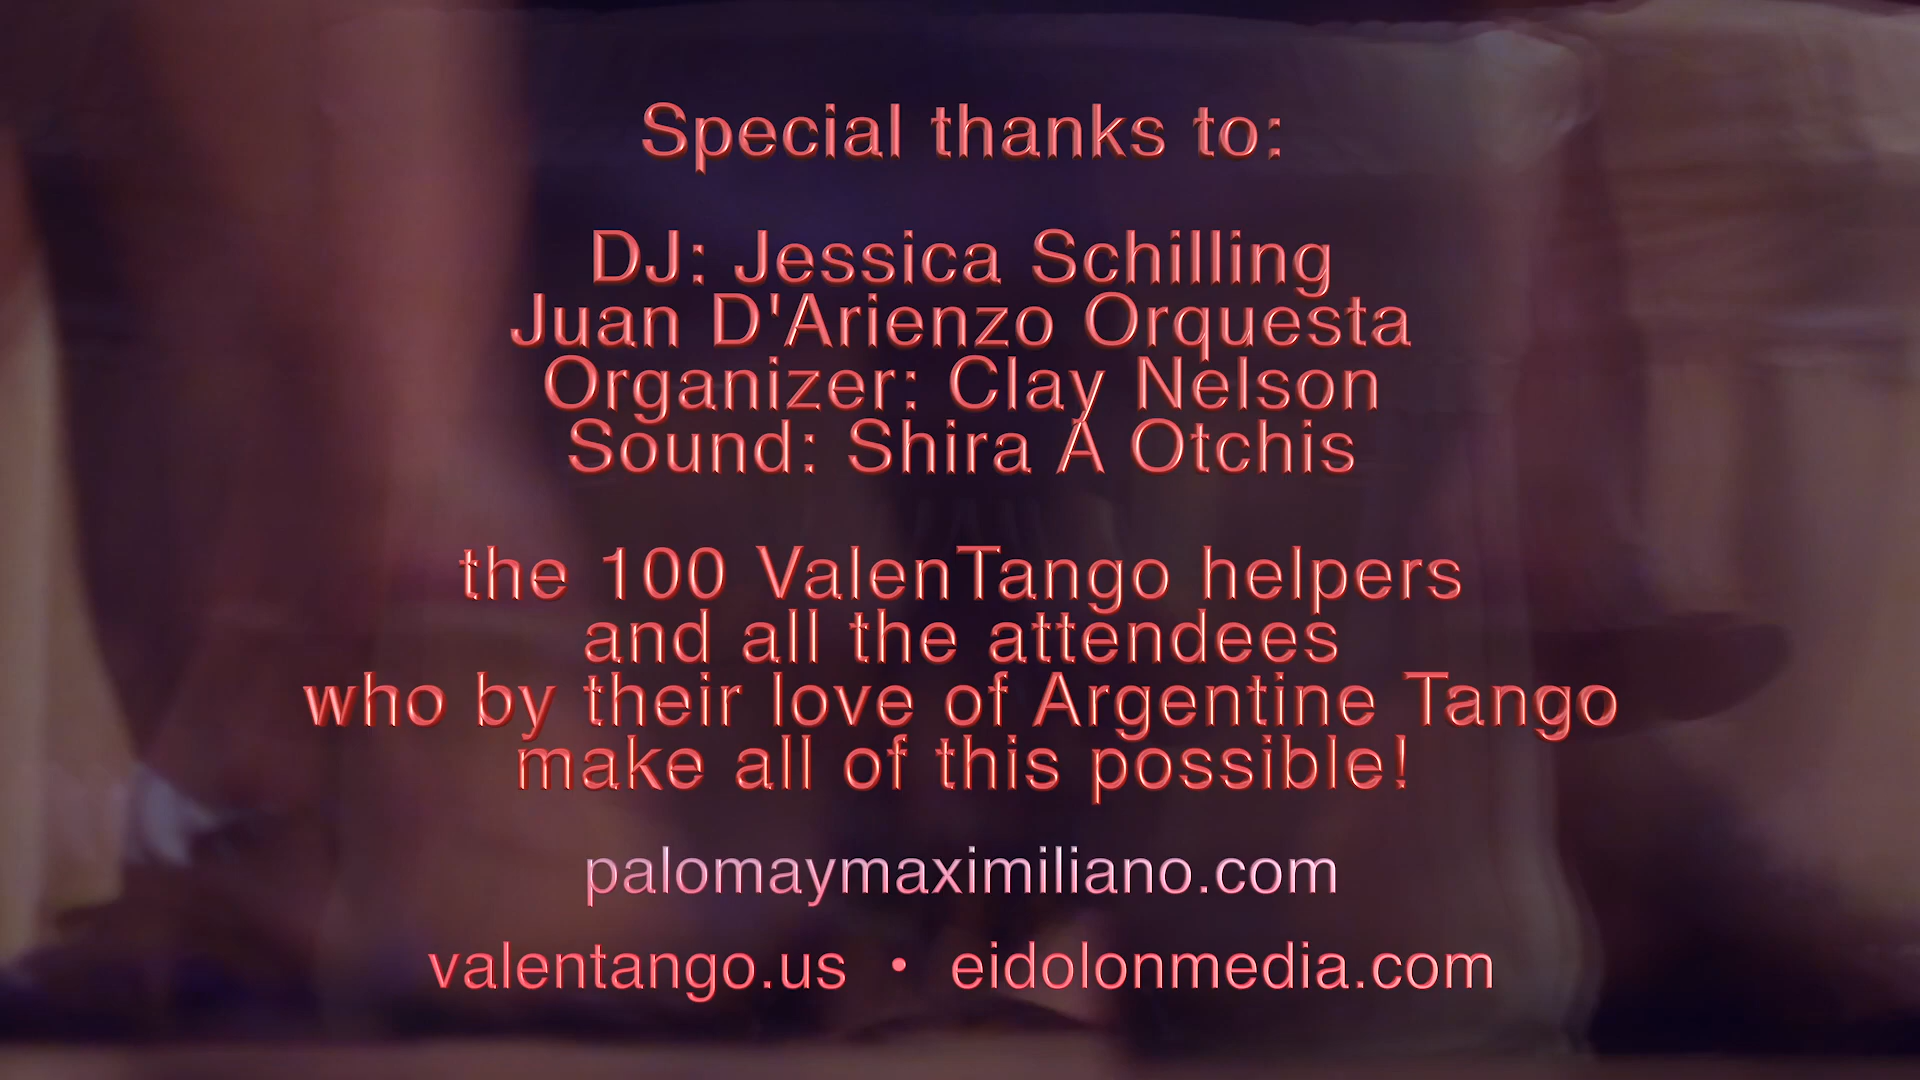 Special thanks to:
DJ: Jessica Schilling
Juan D'Arienzo Orquesta
Organizer: Clay Nelson
Sound: Shira A Otchis
the 100 ValenTango helpers
and all the attendees
who by their love of Argentine Tango
make all of this possible!
palomaymaximiliano.com
valentango.us • eidolonmedia.com